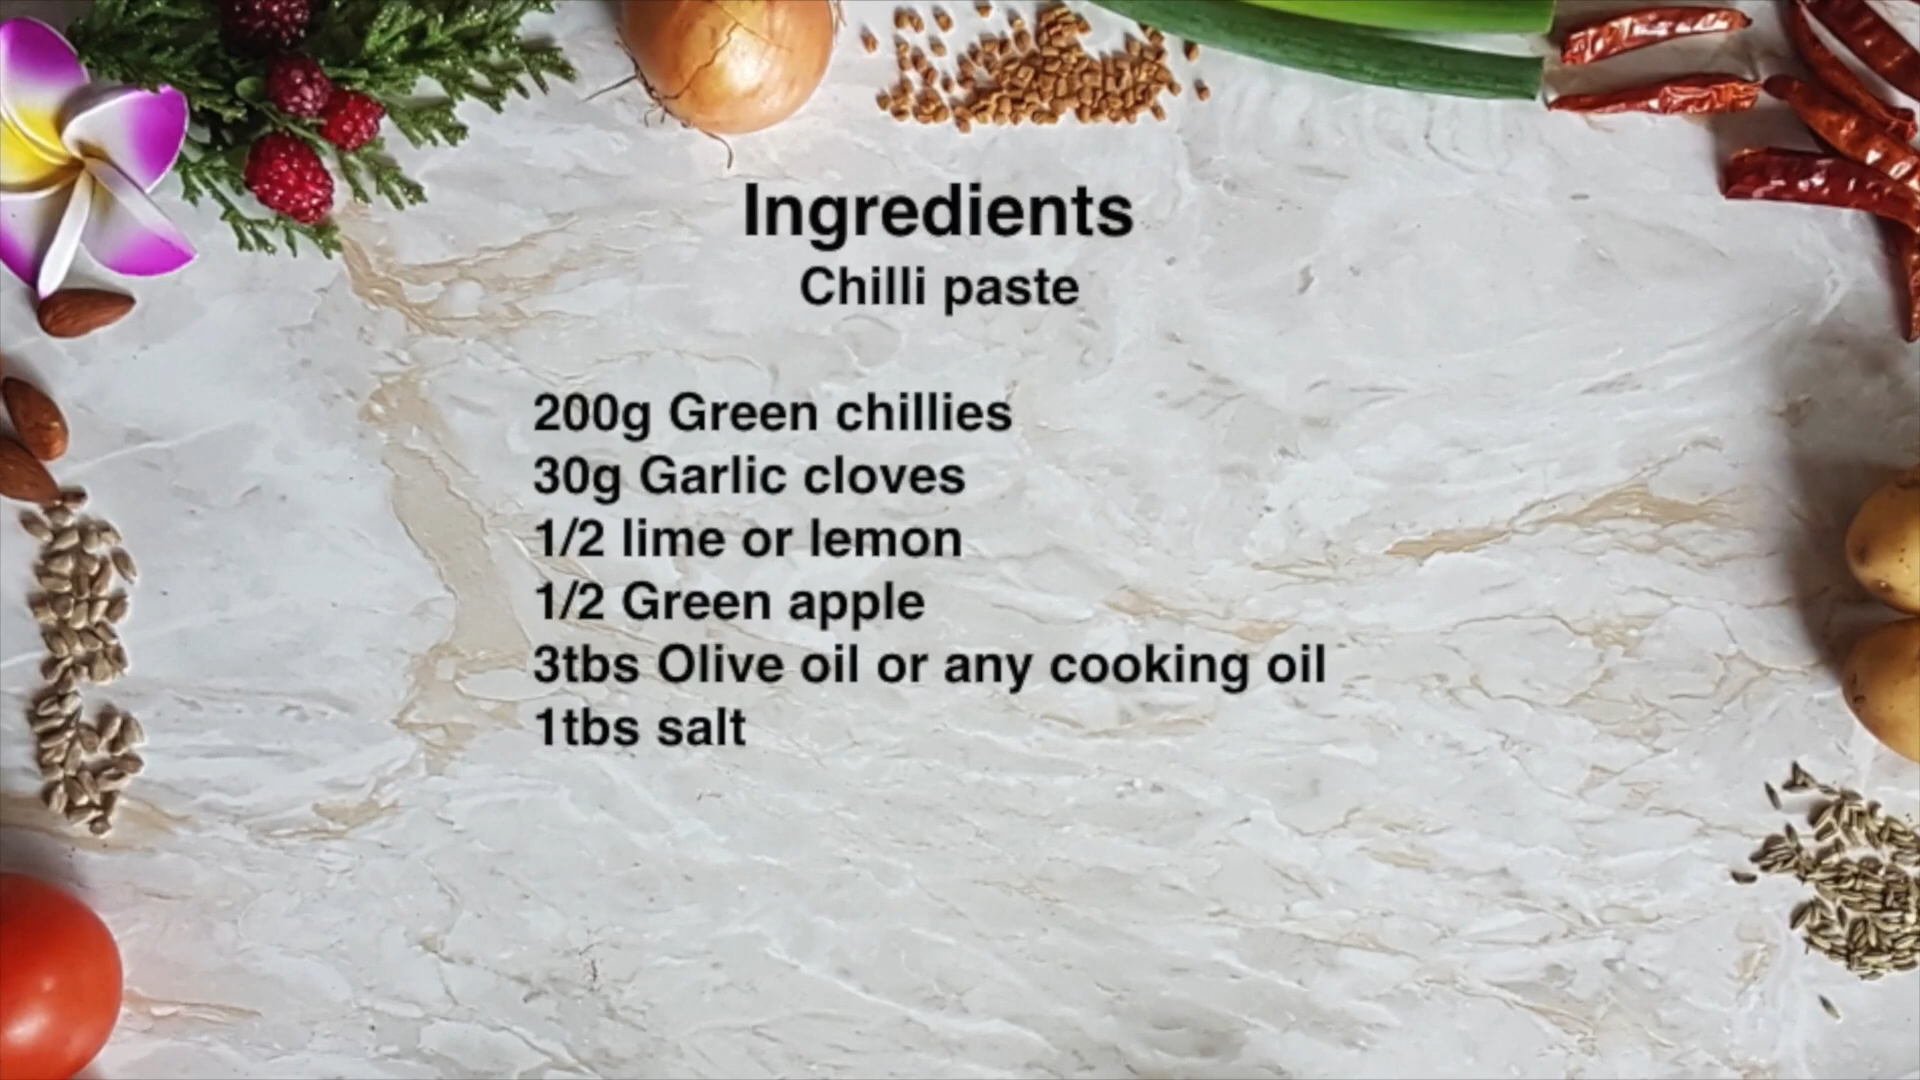 Ingredients
Chilli paste
200g Green chillies
30g Garlic cloves
1/2 lime or lemon
1/2 Green apple
3tbs Olive oil or any cooking oil
1tbs salt